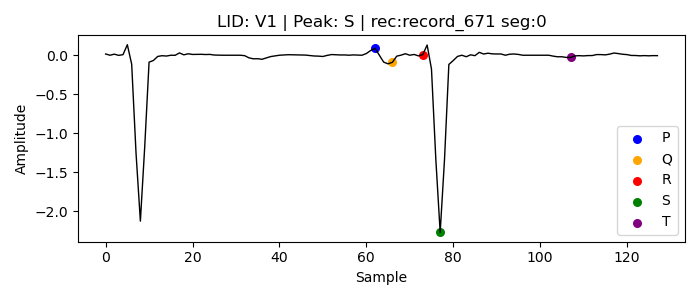 LID: V1 | Peak: S | rec:record_671 seg:0
Amplitude
0.0
−0.5
−1.0
−1.5
−2.0
P
Q
R
S
T
0 20 40 60 80 100 120
Sample